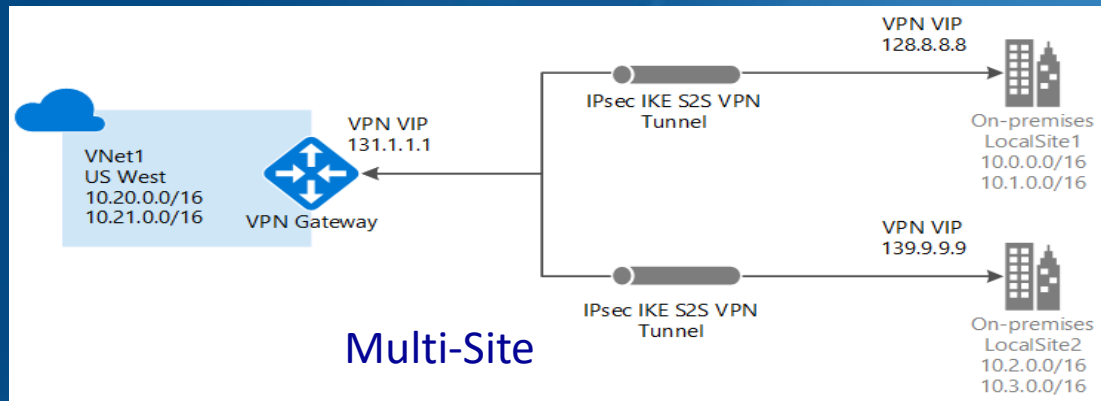 VPN VIP
128.8.8.8
IPsec IKE S2S VPN
Tunnel
On-premises
LocalSite1
10.0.0.0/16
10.1.0.0/16
VPN VIP
131.1.1.1
VNet1
US West
10.20.0.0/16
10.21.0.0/16
VPN Gateway
VPN VIP
139.9.9.9
IPsec IKE S2S VPN
Tunnel
On-premises
LocalSite2
10.2.0.0/16
10.3.0.0/16
Multi-Site